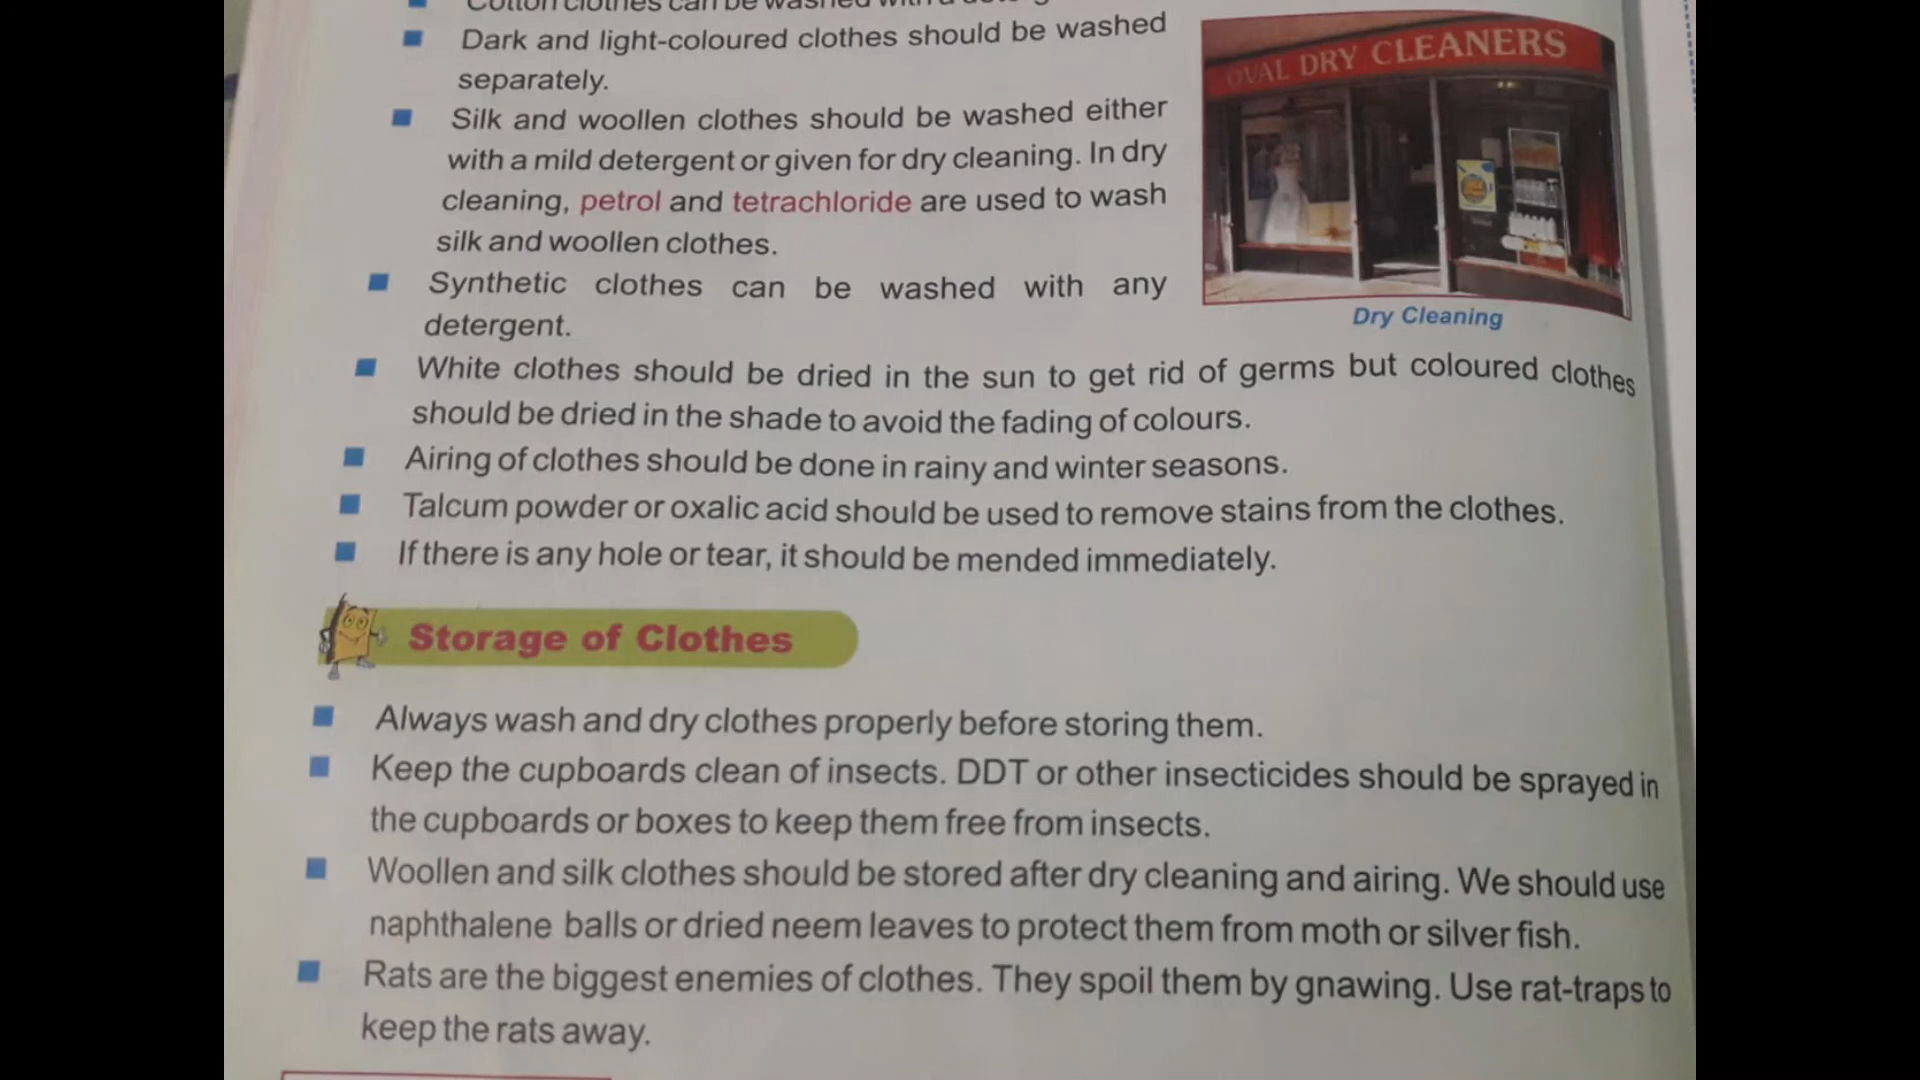 Cotton clothes can be washed with a
Dark and light-coloured clothes should be washed
separately.
Silk and woollen clothes should be washed either
with a mild detergent or given for dry cleaning. In dry
cleaning, petrol and tetrachloride are used to wash
silk and woollen clothes.
Synthetic clothes can be washed with any
detergent.
OVAL DRY CLEANERS
Dry Cleaning
White clothes should be dried in the sun to get rid of germs but coloured clothes
should be dried in the shade to avoid the fading of colours.
Airing of clothes should be done in rainy and winter seasons.
Talcum powder or oxalic acid should be used to remove stains from the clothes.
If there is any hole or tear, it should be mended immediately.
Storage of Clothes
Always wash and dry clothes properly before storing them.
Keep the cupboards clean of insects. DDT or other insecticides should be sprayed in
the cupboards or boxes to keep them free from insects.
Woollen and silk clothes should be stored after dry cleaning and airing. We should use
naphthalene balls or dried neem leaves to protect them from moth or silver fish.
Rats are the biggest enemies of clothes. They spoil them by gnawing. Use rat-traps to
keep the rats away.